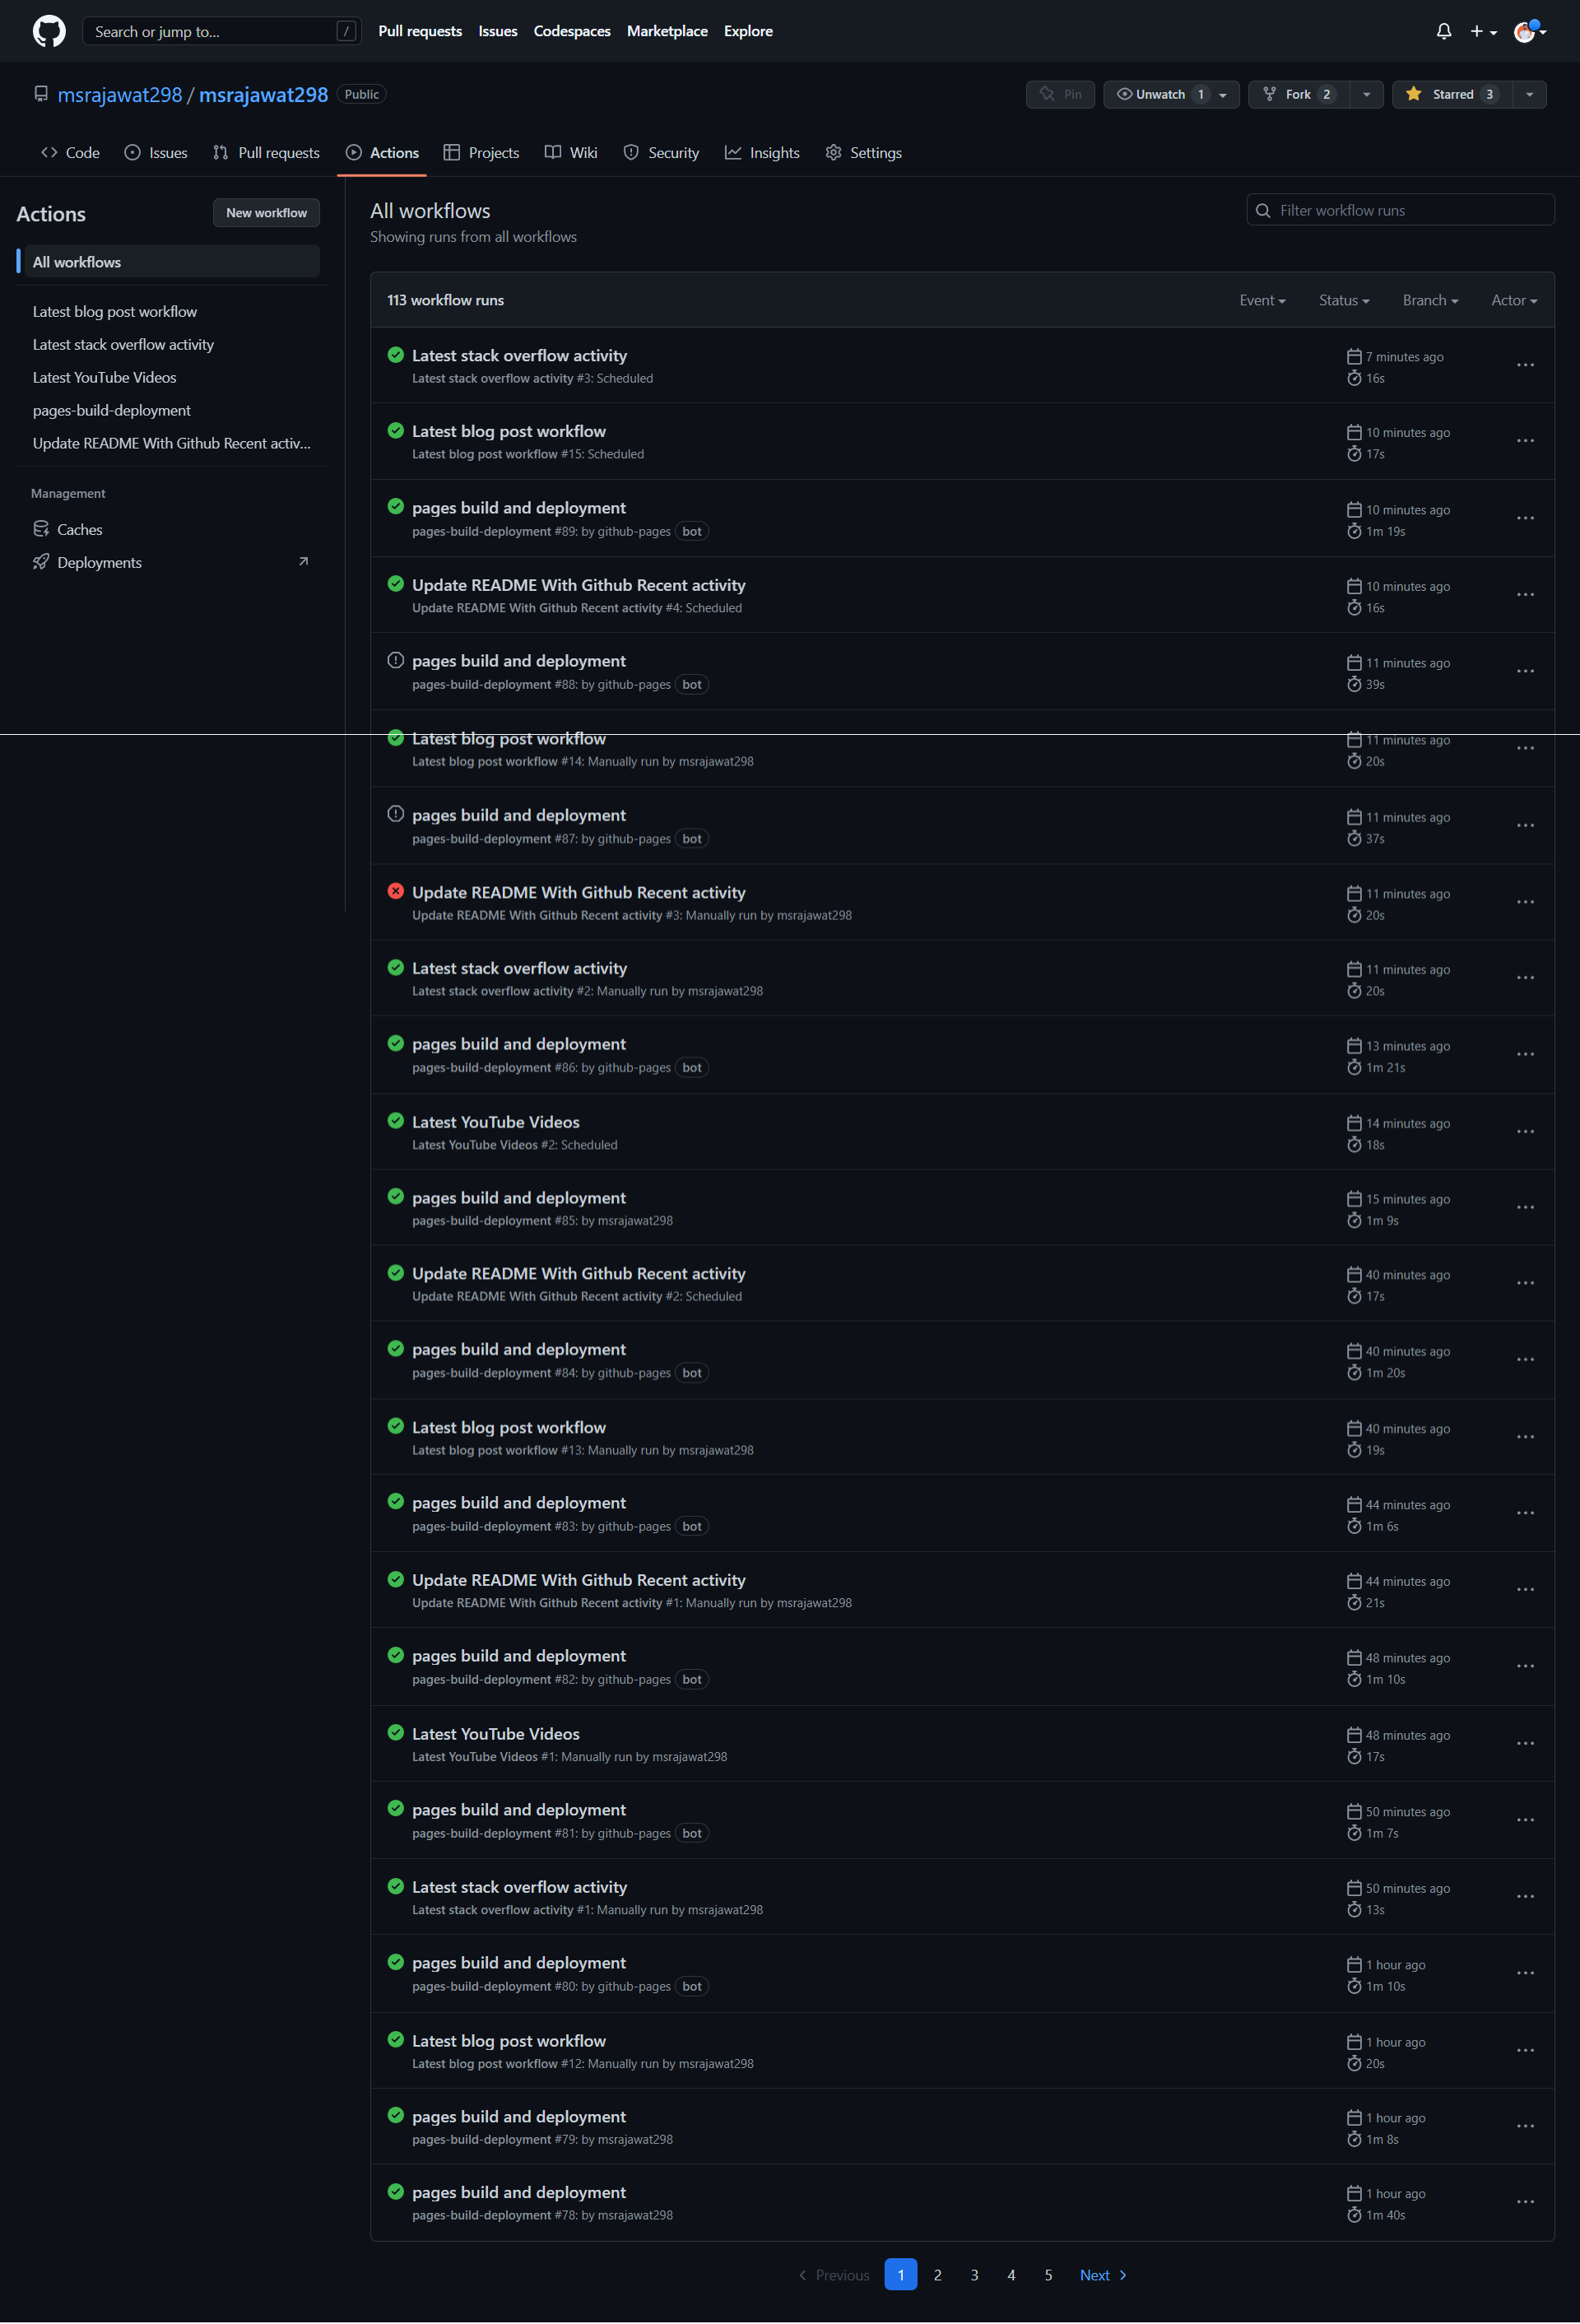 Search or jump to... /
Pull requests Issues Codespaces Marketplace Explore
msrajawat298 / msrajawat298 Public
Pin Unwatch 1 Fork 2 Starred 3
Code Issues Pull requests Actions Projects Wiki Security Insights Settings
Actions
New workflow
All workflows
Latest blog post workflow
Latest stack overflow activity
Latest YouTube Videos
pages-build-deployment
Update README With Github Recent activ...
Management
Caches
Deployments
All workflows
Showing runs from all workflows
Filter workflow runs
113 workflow runs
Event Status Branch Actor
Latest stack overflow activity
Latest stack overflow activity #3: Scheduled
7 minutes ago
16s
Latest blog post workflow
Latest blog post workflow #15: Scheduled
10 minutes ago
17s
pages build and deployment
pages-build-deployment #89: by github-pages bot
10 minutes ago
1m 19s
Update README With Github Recent activity
Update README With Github Recent activity #4: Scheduled
10 minutes ago
16s
pages build and deployment
pages-build-deployment #88: by github-pages bot
11 minutes ago
39s
Latest blog post workflow
Latest blog post workflow #14: Manually run by msrajawat298
11 minutes ago
20s
pages build and deployment
pages-build-deployment #87: by github-pages bot
11 minutes ago
37s
Update README With Github Recent activity
Update README With Github Recent activity #3: Manually run by msrajawat298
11 minutes ago
20s
Latest stack overflow activity
Latest stack overflow activity #2: Manually run by msrajawat298
11 minutes ago
20s
pages build and deployment
pages-build-deployment #86: by github-pages bot
13 minutes ago
1m 21s
Latest YouTube Videos
Latest YouTube Videos #2: Scheduled
14 minutes ago
18s
pages build and deployment
pages-build-deployment #85: by msrajawat298
15 minutes ago
1m 9s
Update README With Github Recent activity
Update README With Github Recent activity #2: Scheduled
40 minutes ago
17s
pages build and deployment
pages-build-deployment #84: by github-pages bot
40 minutes ago
1m 20s
Latest blog post workflow
Latest blog post workflow #13: Manually run by msrajawat298
40 minutes ago
19s
pages build and deployment
pages-build-deployment #83: by github-pages bot
44 minutes ago
1m 6s
Update README With Github Recent activity
Update README With Github Recent activity #1: Manually run by msrajawat298
44 minutes ago
21s
pages build and deployment
pages-build-deployment #82: by github-pages bot
48 minutes ago
1m 10s
Latest YouTube Videos
Latest YouTube Videos #1: Manually run by msrajawat298
48 minutes ago
17s
pages build and deployment
pages-build-deployment #81: by github-pages bot
50 minutes ago
1m 7s
Latest stack overflow activity
Latest stack overflow activity #1: Manually run by msrajawat298
50 minutes ago
13s
pages build and deployment
pages-build-deployment #80: by github-pages bot
1 hour ago
1m 10s
Latest blog post workflow
Latest blog post workflow #12: Manually run by msrajawat298
1 hour ago
20s
pages build and deployment
pages-build-deployment #79: by msrajawat298
1 hour ago
1m 8s
pages build and deployment
pages-build-deployment #78: by msrajawat298
1 hour ago
1m 40s
Previous 1 2 3 4 5 Next